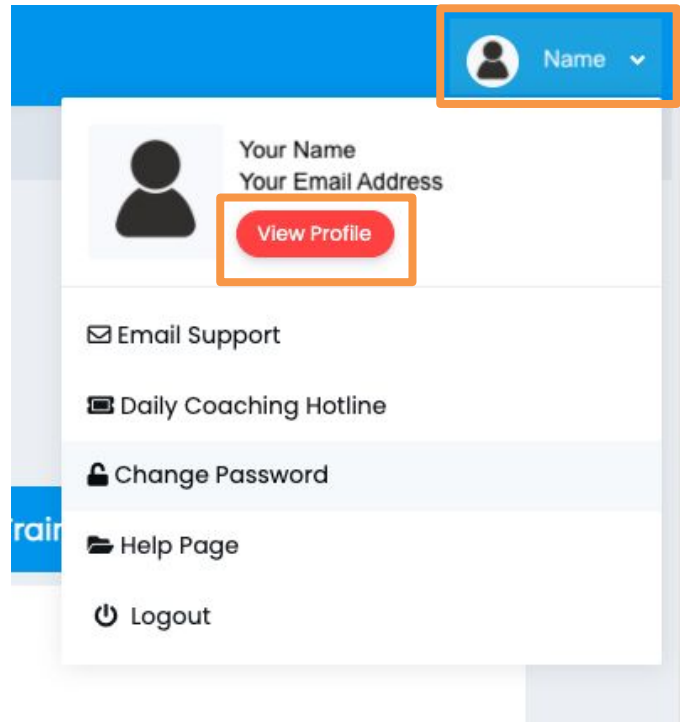 Name
Your Name
Your Email Address
View Profile
Email Support
Daily Coaching Hotline
Change Password
Help Page
Logout